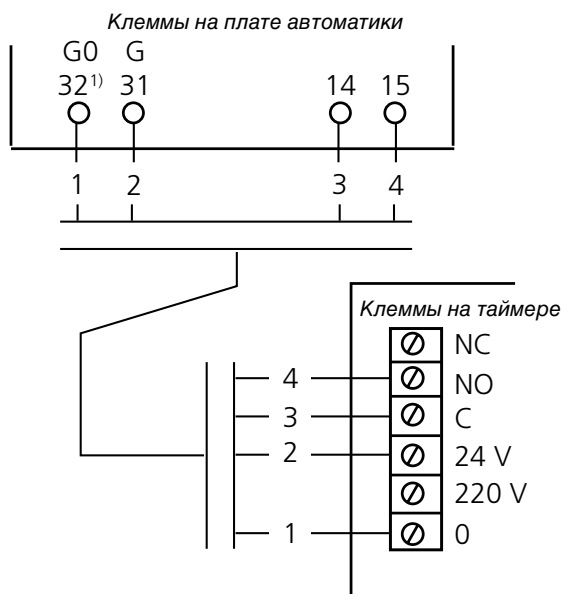 Клеммы на плате автоматики
G0 G
32¹⁾ 31 14 15
1 2 3 4
Клеммы на таймере
NC
4 NO
3 C
2 24 V
220 V
1 0